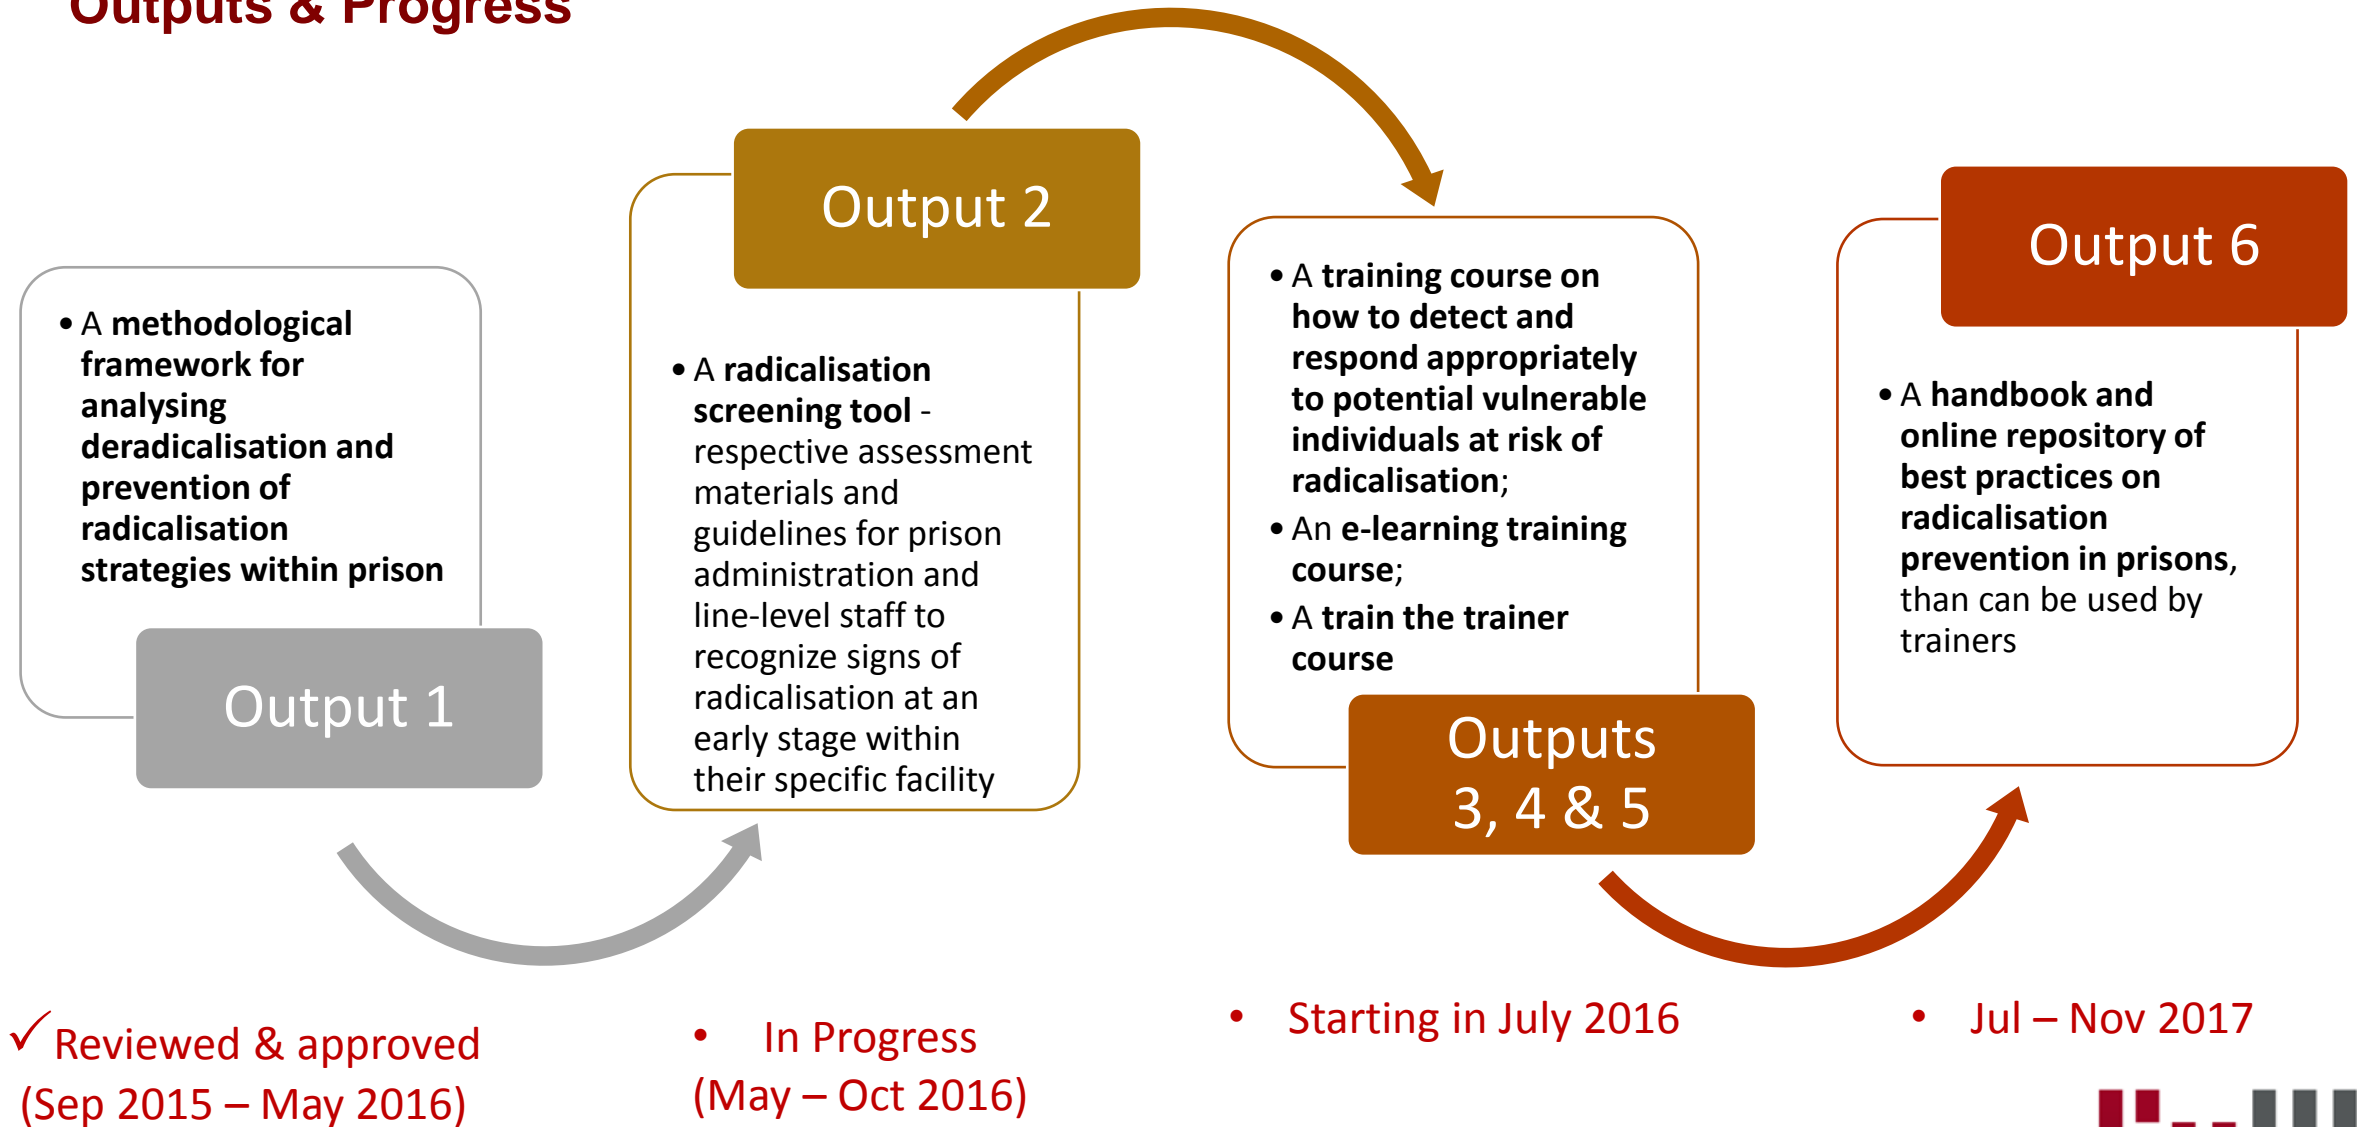 Outputs & Progress
• A methodological
framework for
analysing
deradicalisation and
prevention of
radicalisation
strategies within prison
Output 1
Output 2
• A radicalisation
screening tool -
respective assessment
materials and
guidelines for prison
administration and
line-level staff to
recognize signs of
radicalisation at an
early stage within
their specific facility
• A training course on
how to detect and
respond appropriately
to potential vulnerable
individuals at risk of
radicalisation;
• An e-learning training
course;
• A train the trainer
course
Outputs
3, 4 & 5
Output 6
• A handbook and
online repository of
best practices on
radicalisation
prevention in prisons,
than can be used by
trainers
✓ Reviewed & approved
(Sep 2015 – May 2016)
• In Progress
(May – Oct 2016)
• Starting in July 2016
• Jul – Nov 2017